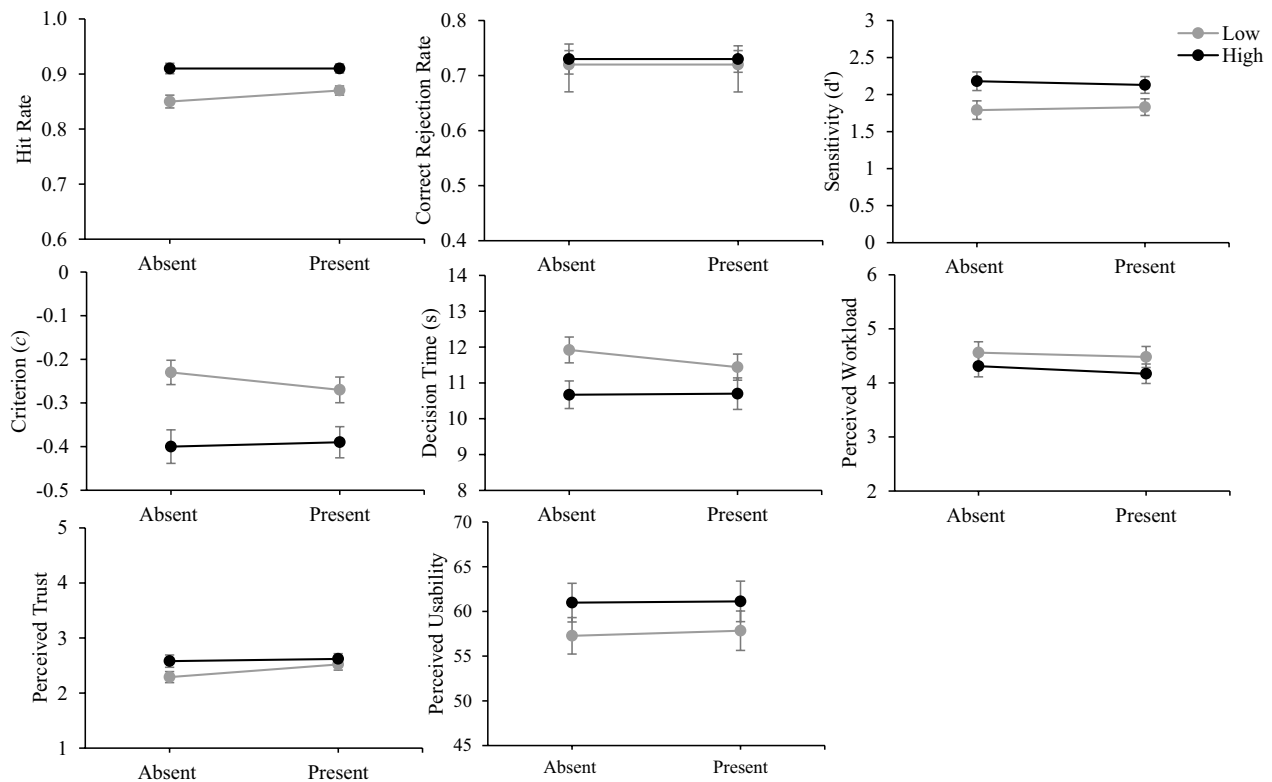 Low
High
Hit Rate
1.0
0.9
0.8
0.7
0.6
Absent
Present
Correct Rejection Rate
0.8
0.7
0.6
0.5
0.4
Absent
Present
Sensitivity (d')
3
2.5
2
1.5
1
0.5
0
Absent
Present
Criterion (c)
0
-0.1
-0.2
-0.3
-0.4
-0.5
Absent
Present
Decision Time (s)
14
13
12
11
10
9
8
Absent
Present
Perceived Workload
6
5
4
3
2
Absent
Present
Perceived Trust
5
4
3
2
1
Absent
Present
Perceived Usability
70
65
60
55
50
45
Absent
Present